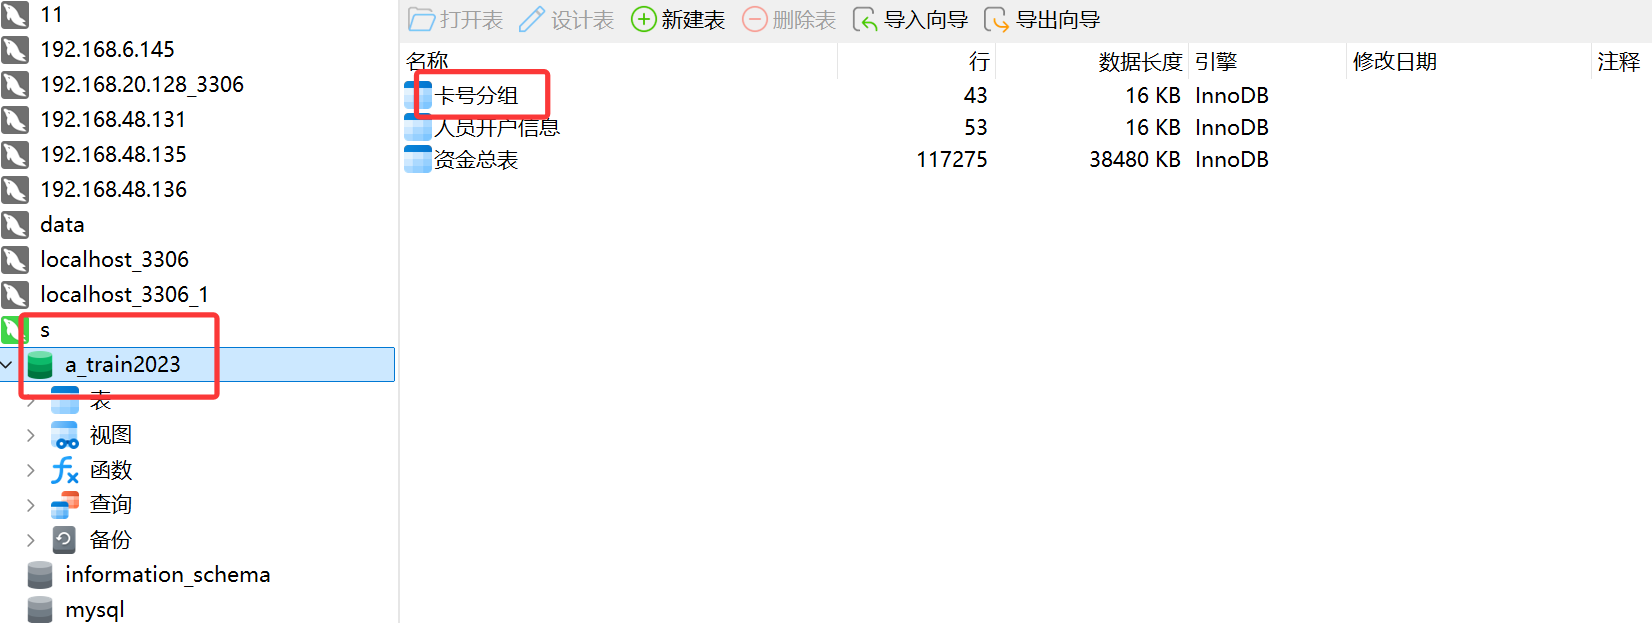 11
192.168.6.145
192.168.20.128_3306
192.168.48.131
192.168.48.135
192.168.48.136
data
localhost_3306
localhost_3306_1
s
a_train2023
表
视图
函数
查询
备份
information_schema
mysql
打开表 设计表 新建表 删除表 导入向导 导出向导
名称 行 数据长度 引擎 修改日期 注释
卡号分组 43 16 KB InnoDB
人员开户信息 53 16 KB InnoDB
资金总表 117275 38480 KB InnoDB